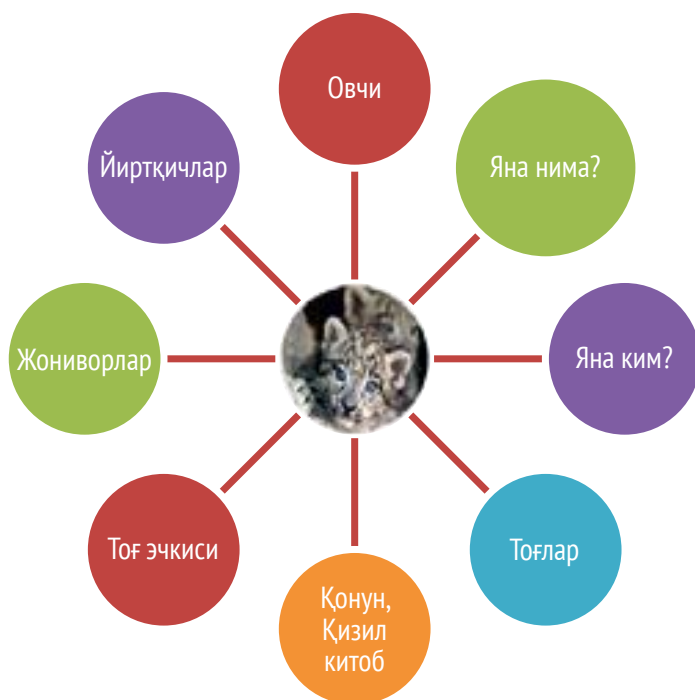 Овчи
Яна нима?
Яна ким?
Тоғлар
Қонун,
Қизил
китоб
Тоғ эчкиси
Жониворлар
Йиртқичлар